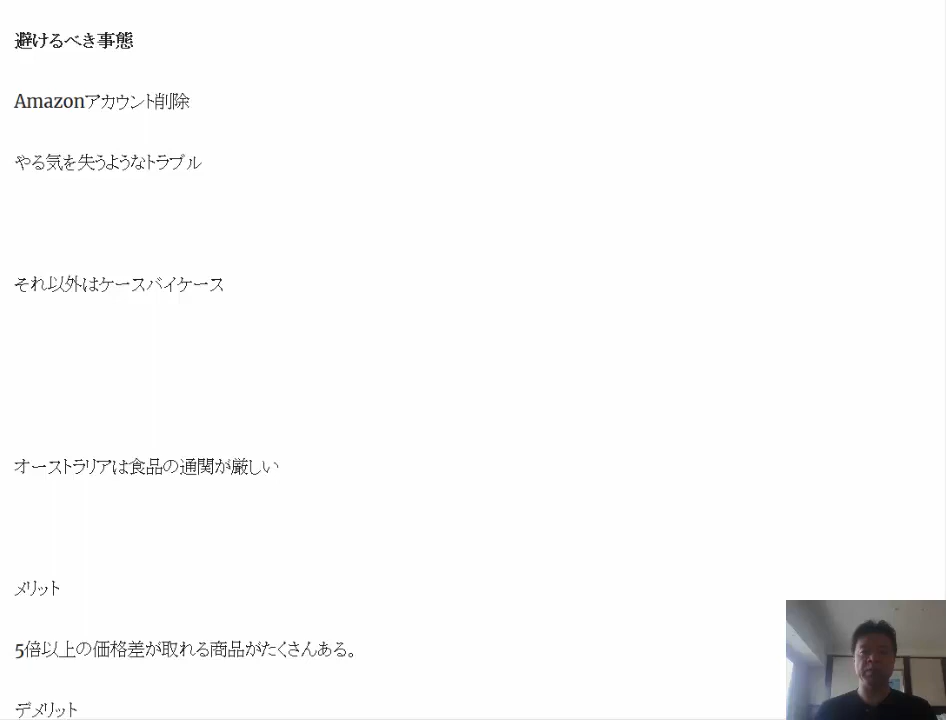 避けるべき事態
Amazonアカウント削除
やる気を失うようなトラブル
それ以外はケースバイケース
オーストラリアは食品の通関が厳しい
メリット
5倍以上の価格差が取れる商品がたくさんある。
デメリット